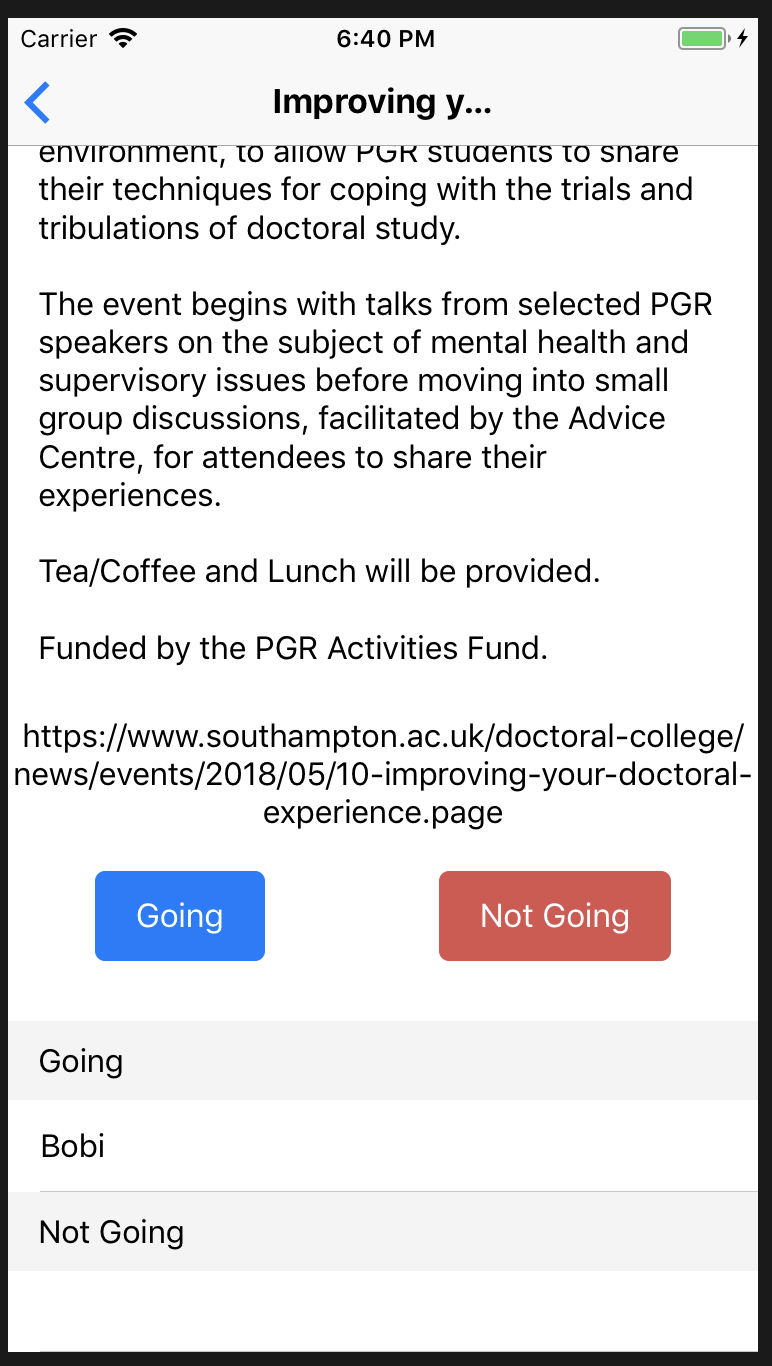 Carrier 6:40 PM
Improving y...
environment, to allow PGR students to share
their techniques for coping with the trials and
tribulations of doctoral study.
The event begins with talks from selected PGR
speakers on the subject of mental health and
supervisory issues before moving into small
group discussions, facilitated by the Advice
Centre, for attendees to share their
experiences.
Tea/Coffee and Lunch will be provided.
Funded by the PGR Activities Fund.
https://www.southampton.ac.uk/doctoral-college/
news/events/2018/05/10-improving-your-doctoral-
experience.page
Going Not Going
Going
Bobi
Not Going